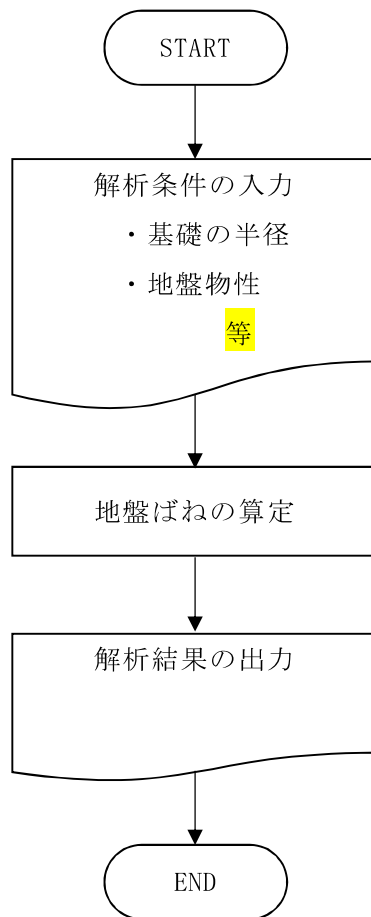 START
解析条件の入力
・基礎の半径
・地盤物性
等
地盤ばねの算定
解析結果の出力
END